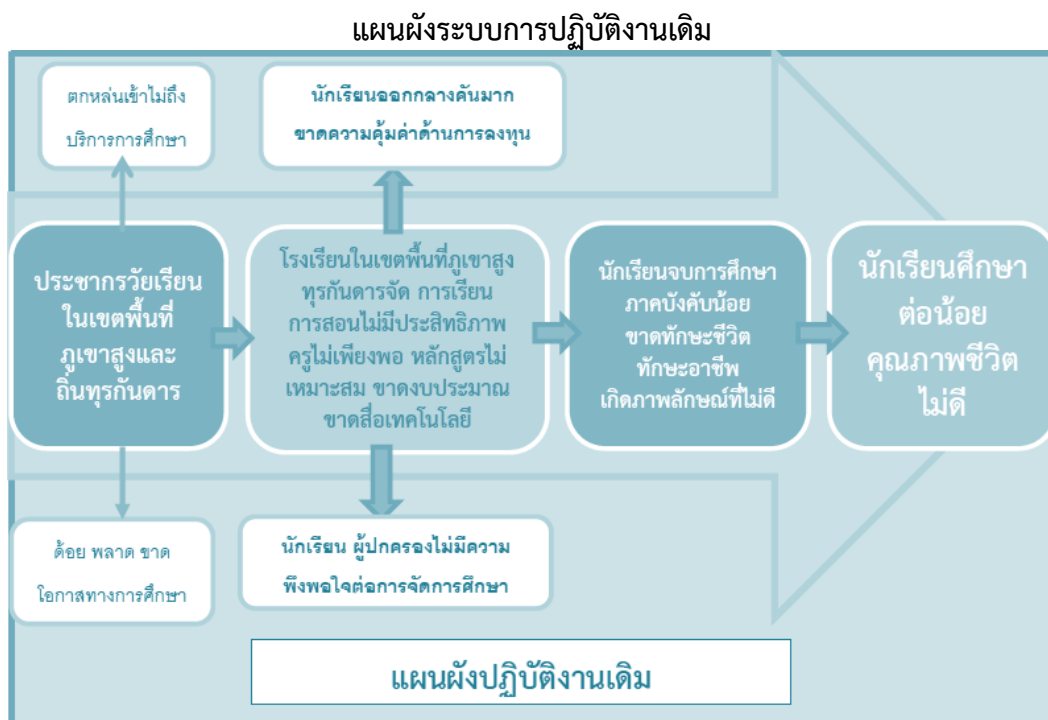 แผนผังระบบการปฏิบัติงานเดิม
ตกหล่นเข้าไม่ถึง
บริการการศึกษา
นักเรียนออกกลางคันมาก
ขาดความคุ้มค่าด้านการลงทุน
ประชากรวัยเรียน
ในเขตพื้นที่
ภูเขาสูงและ
ถิ่นทุรกันดาร
โรงเรียนในเขตพื้นที่ภูเขาสูง
ทุรกันดารจัด การเรียน
การสอนไม่มีประสิทธิภาพ
ครูไม่เพียงพอ หลักสูตรไม่
เหมาะสม ขาดงบประมาณ
ขาดสื่อเทคโนโลยี
นักเรียนจบการศึกษา
ภาคบังคับน้อย
ขาดทักษะชีวิต
ทักษะอาชีพ
เกิดภาพลักษณ์ที่ไม่ดี
นักเรียนศึกษา
ต่อน้อย
คุณภาพชีวิต
ไม่ดี
ด้อย พลาด ขาด
โอกาสทางการศึกษา
นักเรียน ผู้ปกครองไม่มีความ
พึงพอใจต่อการจัดการศึกษา
แผนผังปฏิบัติงานเดิม